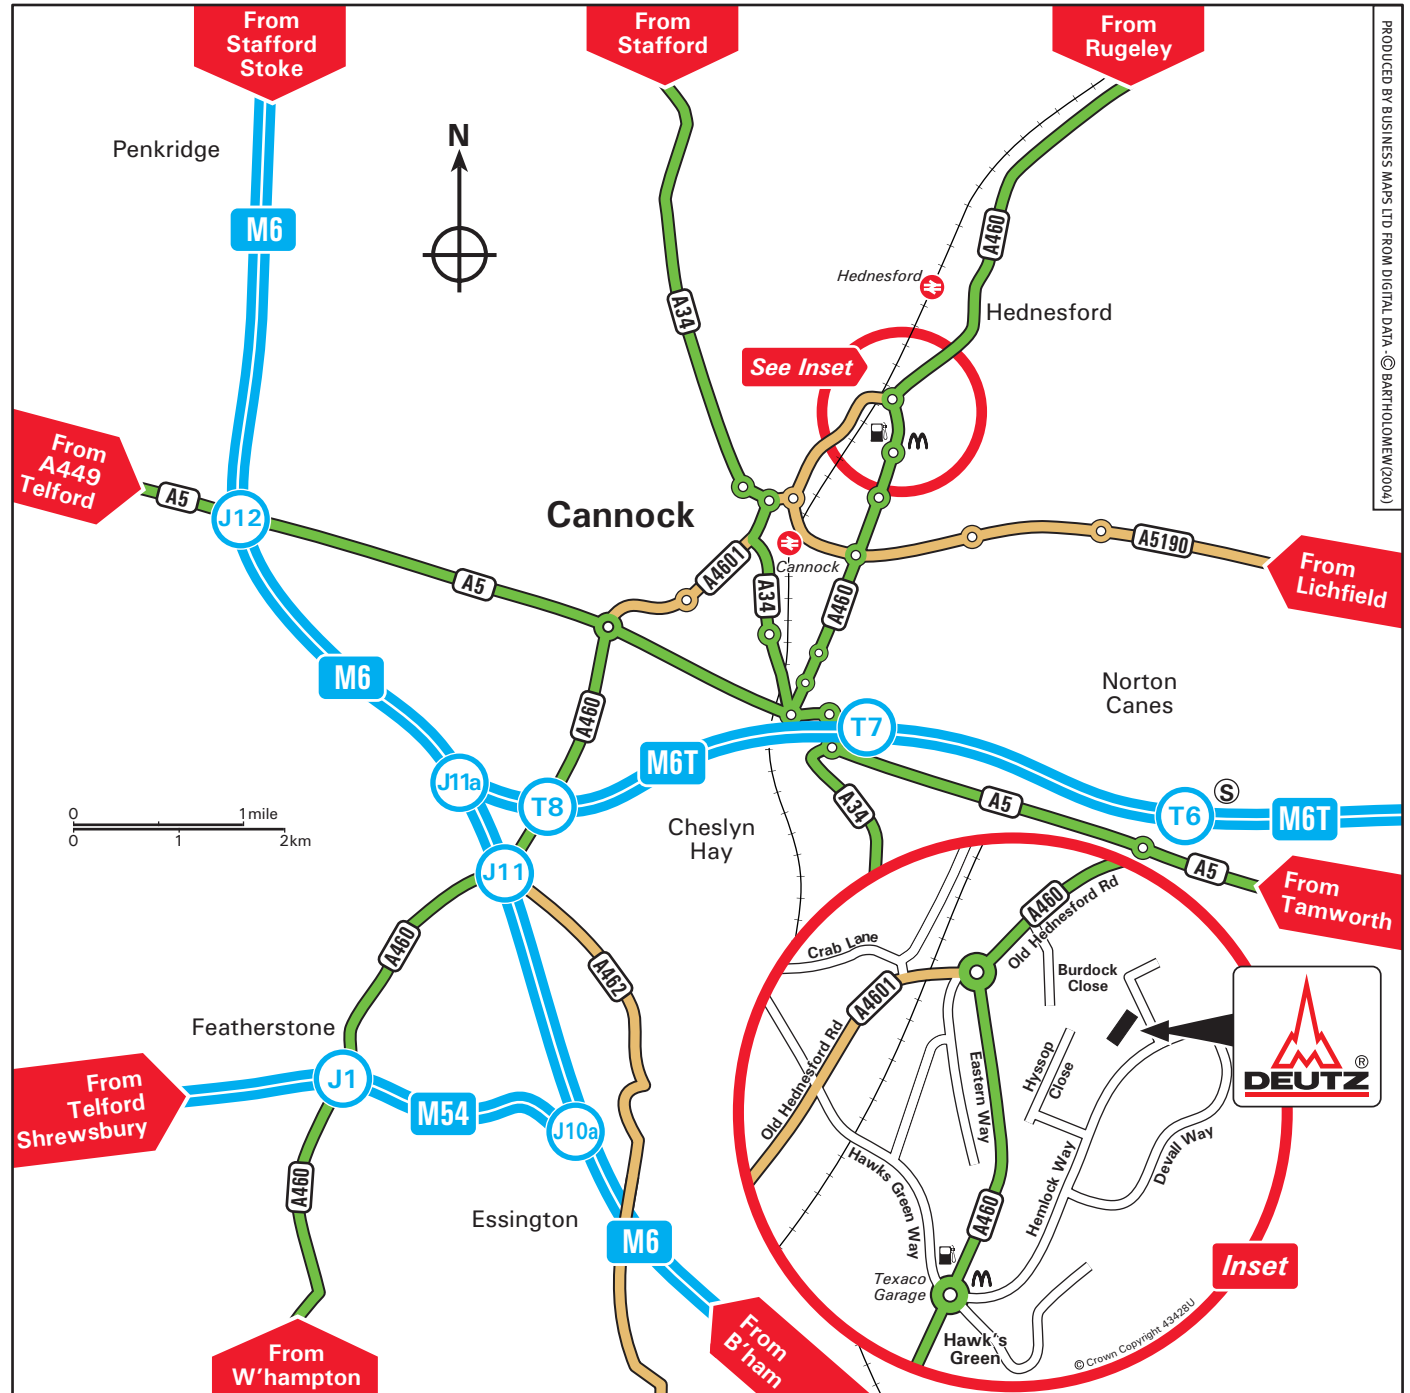 From
Stafford
Stoke
From
Stafford
From
Rugeley
PRODUCED BY BUSINESS MAPS LTD FROM DIGITAL DATA - © BARTHOLOMEW(2004)
Penkridge
N
M6
A460
A34
Hednesford
Hednesford
See Inset
From
A449
Telford
A5
J12
Cannock
A5190
From
Lichfield
A4601
Cannock
A5
A34
A460
M6
A460
Norton
Canes
T7
M6T
J11a
T8
S
T6
M6T
0
1mile
0
1
2km
A34
A5
Cheslyn
Hay
J11
A5
From
Tamworth
A460
A462
Featherstone
From
Telford
Shrewsbury
J1
M54
J10a
A460
Essington
M6
From
W'hampton
From
B'ham
A460
Old Hednesford Rd
Crab Lane
A4601
Burdock
Close
Old Hednesford Rd
Eastern Way
Hyssop
Close
DEUTZ
®
Hawks Green Way
Hemlock Way
Devall Way
A460
Texaco
Garage
Hawk's
Green
Inset
© Crown Copyright 43428U